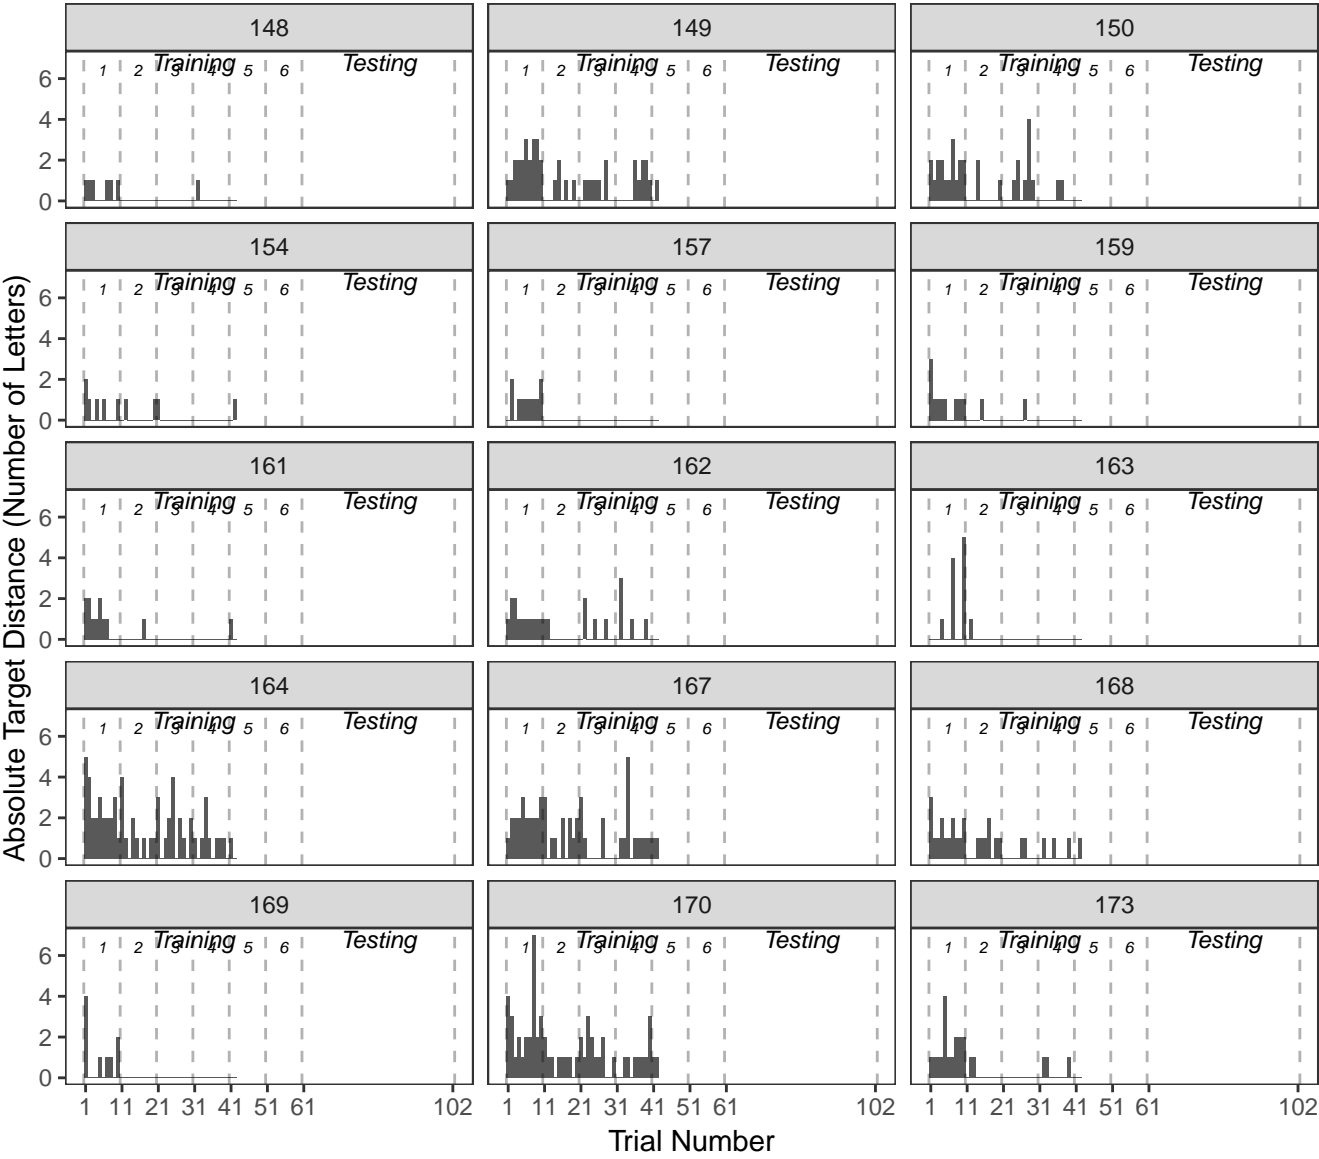 148 149 150
Training Testing Training Testing Training Testing
1 2 3 4 5 6 1 2 3 4 5 6 1 2 3 4 5 6
6
4
2
0
154 157 159
Training Testing Training Testing Training Testing
1 2 3 4 5 6 1 2 3 4 5 6 1 2 3 4 5 6
6
4
2
0
161 162 163
Training Testing Training Testing Training Testing
1 2 3 4 5 6 1 2 3 4 5 6 1 2 3 4 5 6
6
4
2
0
164 167 168
Training Testing Training Testing Training Testing
1 2 3 4 5 6 1 2 3 4 5 6 1 2 3 4 5 6
6
4
2
0
169 170 173
Training Testing Training Testing Training Testing
1 2 3 4 5 6 1 2 3 4 5 6 1 2 3 4 5 6
6
4
2
0
1 11 21 31 41 51 61 102 1 11 21 31 41 51 61 102 1 11 21 31 41 51 61 102
Trial Number
Absolute Target Distance (Number of Letters)